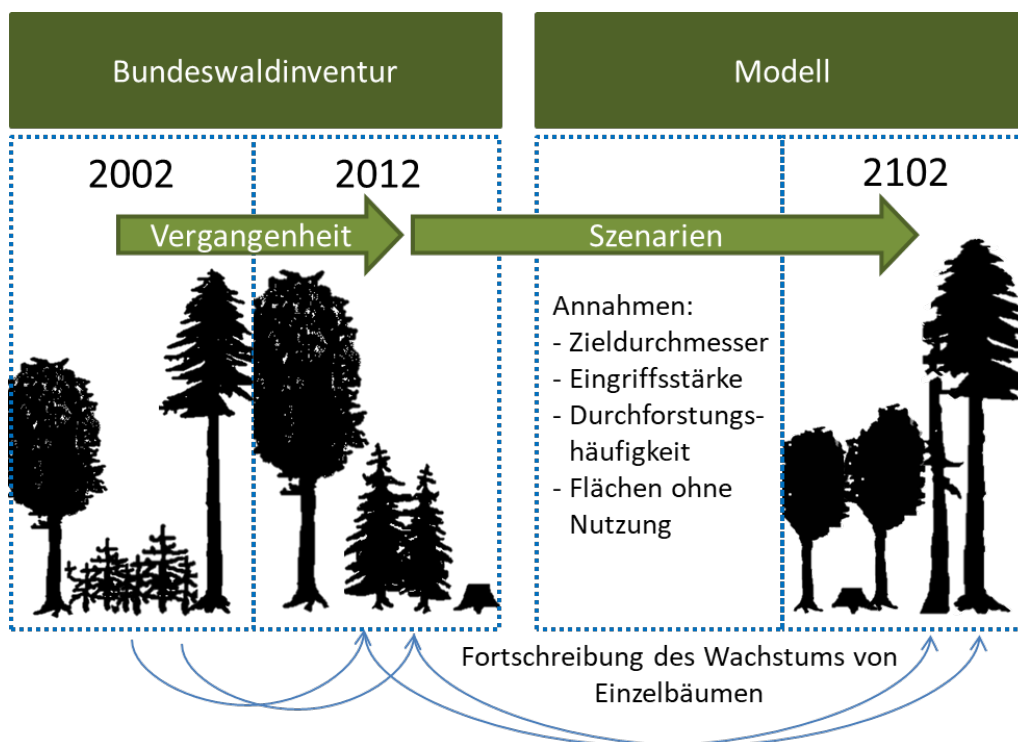 Bundeswaldinventur
Modell
2002
2012
2102
Vergangenheit
Szenarien
Annahmen:
- Zieldurchmesser
- Eingriffsstärke
- Durchforstungs-
häufigkeit
- Flächen ohne
Nutzung
Fortschreibung des Wachstums von
Einzelbäumen